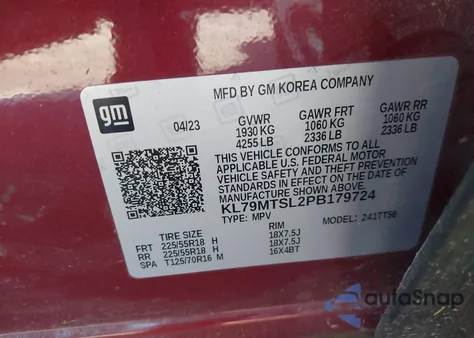 MFD BY GM KOREA COMPANY
gm
04/23 GVWR GAWR FRT GAWR RR
1930 KG 1060 KG 1060 KG
4255 LB 2336 LB 2336 LB
THIS VEHICLE CONFORMS TO ALL
APPLICABLE U.S. FEDERAL MOTOR
VEHICLE SAFETY AND THEFT PREVENTION
STANDARDS IN EFFECT ON THE DATE OF
MANUFACTURE SHOWN ABOVE.
KL79MTSL2PB179724
TYPE: MPV MODEL: 241TT56
TIRE SIZE RIM
FRT 225/55R18 H 18X7.5J
RR 225/55R18 H 18X7.5J
SPA T125/70R16 M 16X4BT
autoSnap